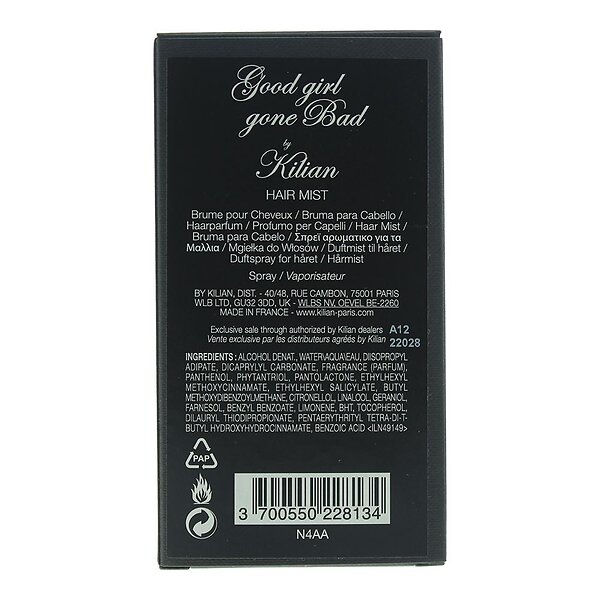 Good girl
gone Bad
by
Kilian
HAIR MIST
Brume pour Cheveux / Bruma para Cabello /
Haarparfum / Profumo per Capelli / Haar Mist /
Bruma para Cabelo / Σπρεϊ αρωματικο για τα
Μαλλια / Mgiełka do Włosów / Duftmist til håret /
Duftspray for håret / Hårmist
Spray / Vaporisateur
BY KILIAN, DIST. - 40/48, RUE CAMBON, 75001 PARIS
WLB LTD, GU32 3DD, UK - WLBS NV, OEVEL BE-2260
MADE IN FRANCE - www.kilian-paris.com
Exclusive sale through authorized by Kilian dealers A12
Vente exclusive par les distributeurs agréés by Kilian 22028
INGREDIENTS: ALCOHOL DENAT., WATER\AQUA\EAU, DIISOPROPYL
ADIPATE, DICAPRYLYL CARBONATE, FRAGRANCE (PARFUM),
PANTHENOL, PHYTANTRIOL, PANTOLACTONE, ETHYLHEXYL
METHOXYCINNAMATE, ETHYLHEXYL SALICYLATE, BUTYL
METHOXYDIBENZOYLMETHANE, CITRONELLOL, LINALOOL, GERANIOL,
FARNESOL, BENZYL BENZOATE, LIMONENE, BHT, TOCOPHEROL,
DILAURYL THIODIPROPIONATE, PENTAERYTHRITYL TETRA-DI-T-
BUTYL HYDROXYHYDROCINNAMATE, BENZOIC ACID <ILN49149>
PAP
3 700550 228134
N4AA